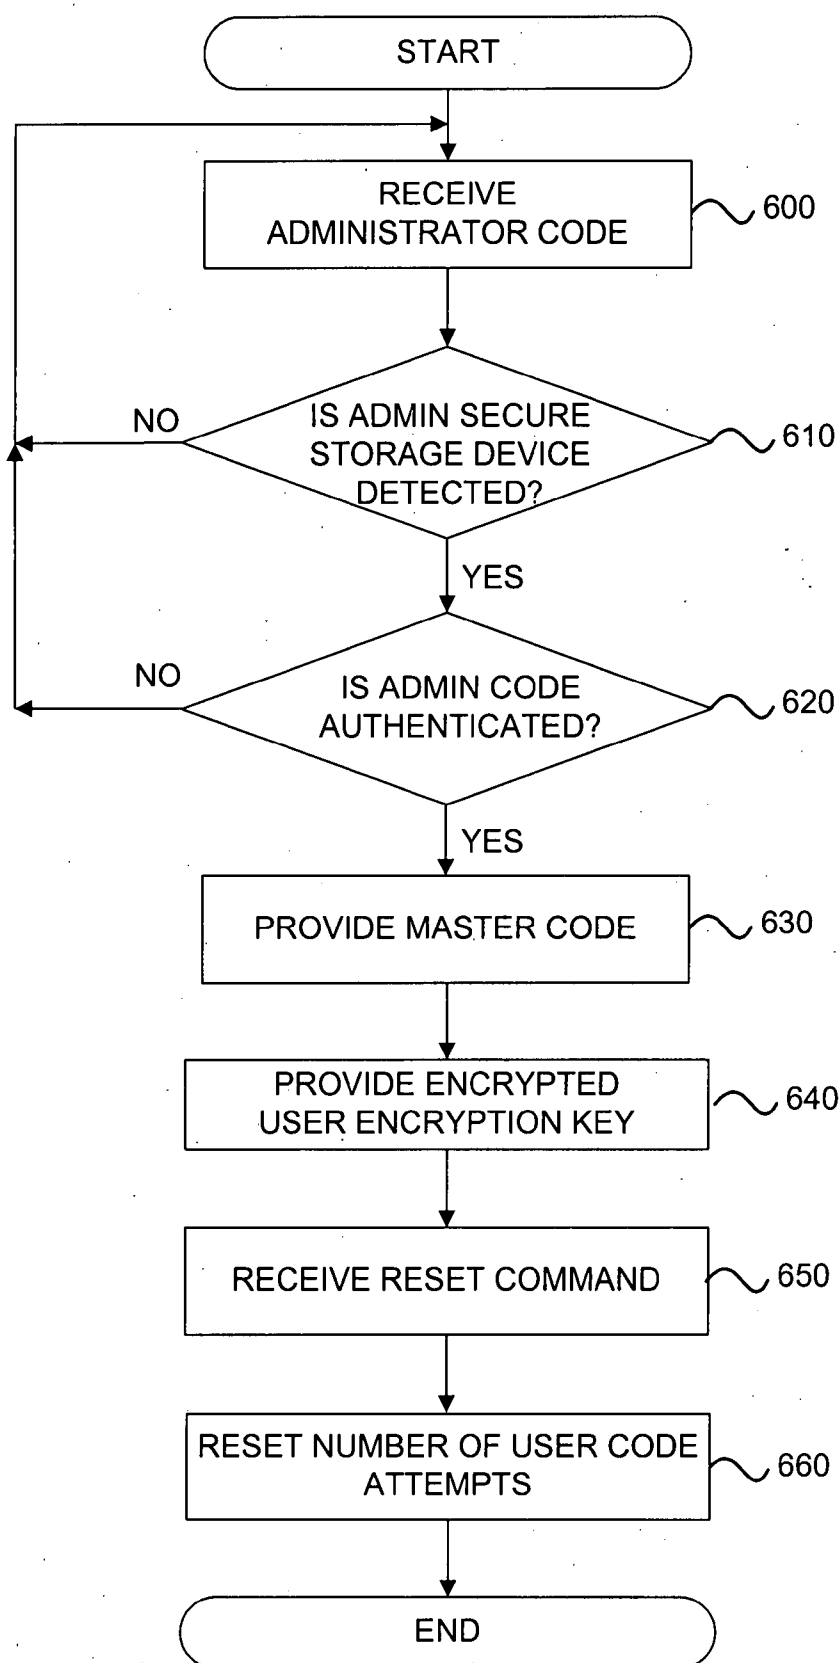 START
RECEIVE
ADMINISTRATOR CODE
600
IS ADMIN SECURE
STORAGE DEVICE
DETECTED?
610
NO
YES
IS ADMIN CODE
AUTHENTICATED?
620
NO
YES
PROVIDE MASTER CODE
630
PROVIDE ENCRYPTED
USER ENCRYPTION KEY
640
RECEIVE RESET COMMAND
650
RESET NUMBER OF USER CODE
ATTEMPTS
660
END